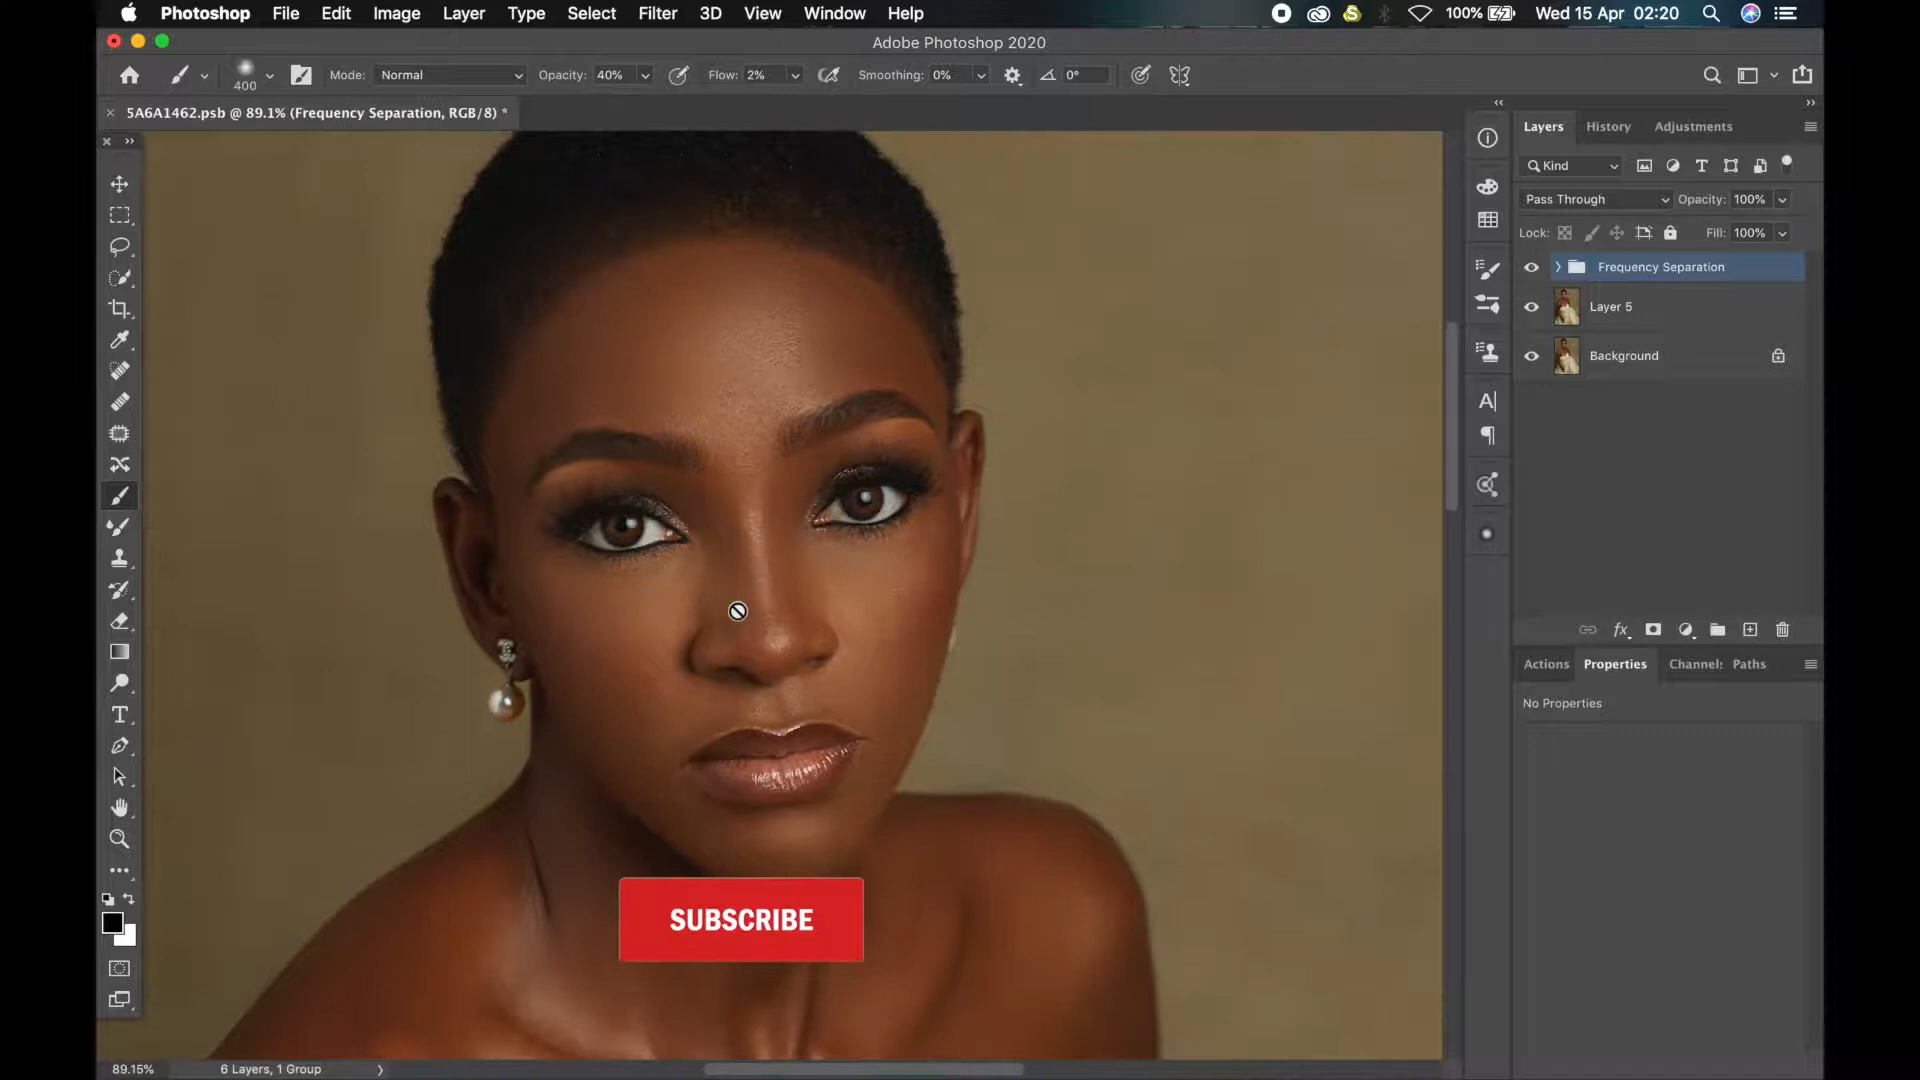 Photoshop File Edit Image Layer Type Select Filter 3D View Window Help 100% Wed 15 Apr 02:20
Adobe Photoshop 2020
400 Mode: Normal Opacity: 40% Flow: 2% Smoothing: 0% 0°
5A6A1462.psb @ 89.1% (Frequency Separation, RGB/8) *
Layers History Adjustments
Kind
Pass Through Opacity: 100%
Lock: Fill: 100%
Frequency Separation
Layer 5
Background
fx
Actions Properties Channel: Paths
No Properties
SUBSCRIBE
89.15% 6 Layers, 1 Group